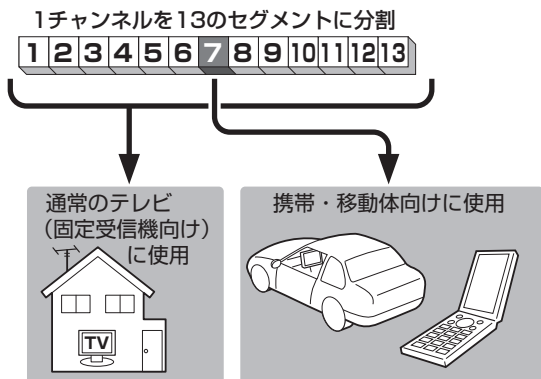 1チャンネルを13のセグメントに分割
1 2 3 4 5 6 7 8 9 10 11 12 13
通常のテレビ
(固定受信機向け)
に使用
TV
携帯・移動体向けに使用